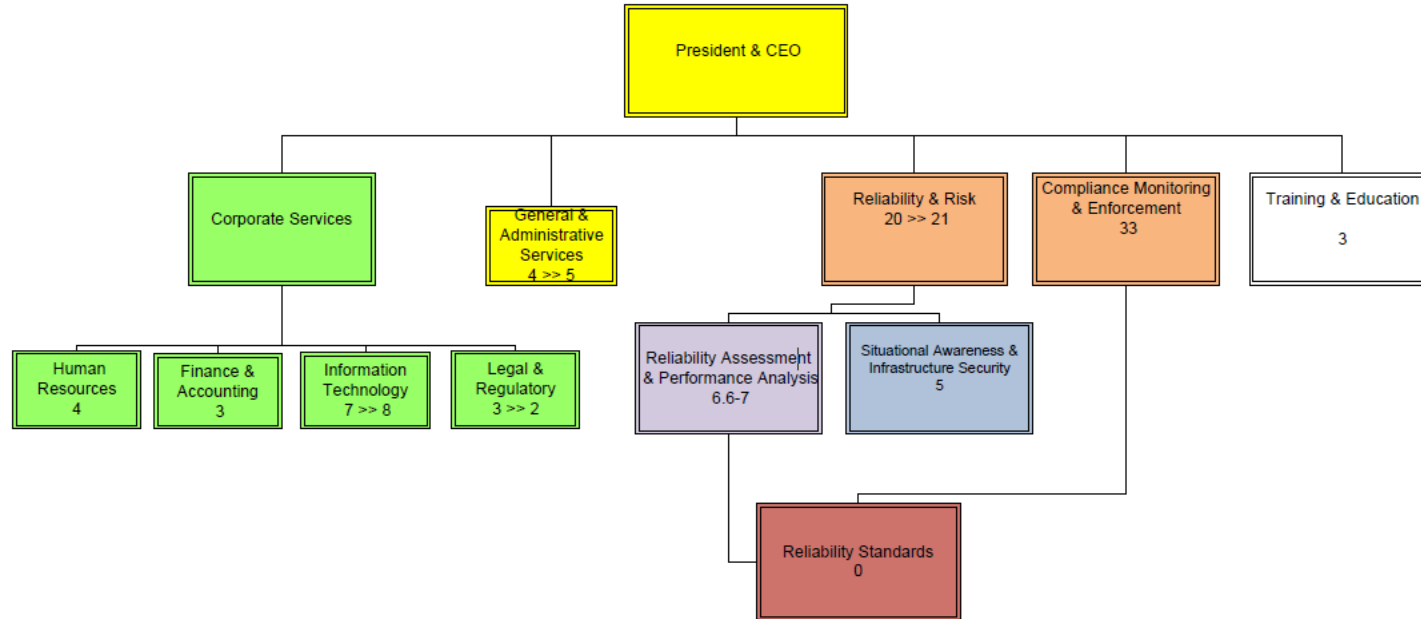 President & CEO
Corporate Services
General &
Administrative
Services
4 >> 5
Reliability & Risk
20 >> 21
Compliance Monitoring
& Enforcement
33
Training & Education
3
Human
Resources
4
Finance &
Accounting
3
Information
Technology
7 >> 8
Legal &
Regulatory
3 >> 2
Reliability Assessment
& Performance Analysis
6.6-7
Situational Awareness &
Infrastructure Security
5
Reliability Standards
0